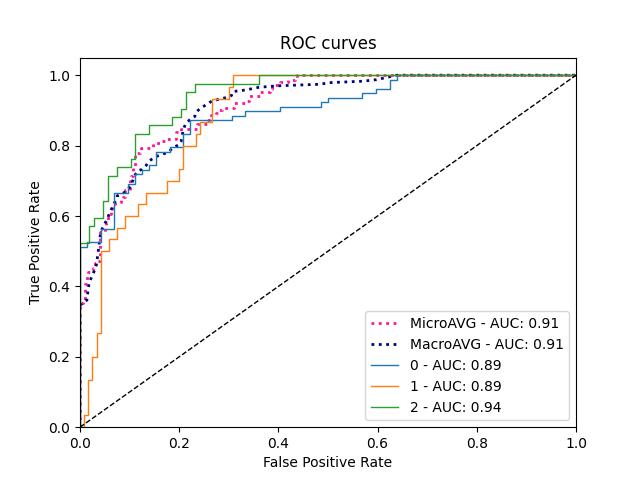 ROC curves
True Positive Rate
1.0
0.8
0.6
0.4
0.2
0.0
MicroAVG - AUC: 0.91
MacroAVG - AUC: 0.91
0 - AUC: 0.89
1 - AUC: 0.89
2 - AUC: 0.94
0.0 0.2 0.4 0.6 0.8 1.0
False Positive Rate